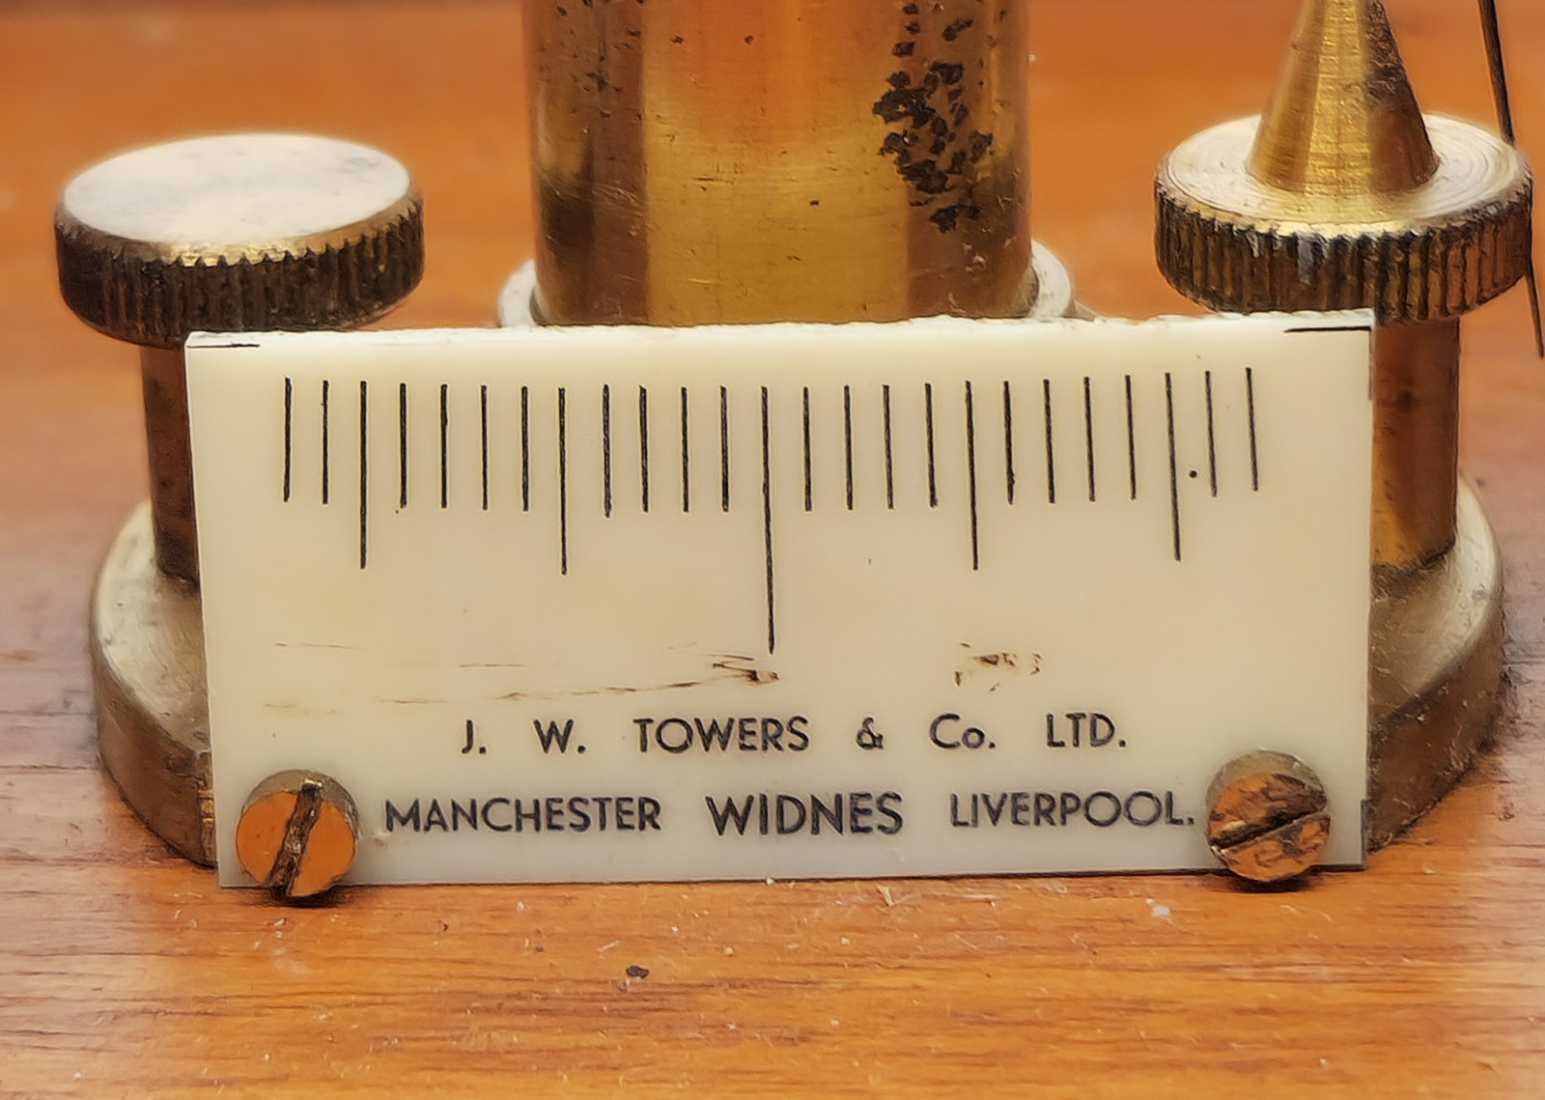 J. W. TOWERS & Co. LTD.
MANCHESTER WIDNES LIVERPOOL.